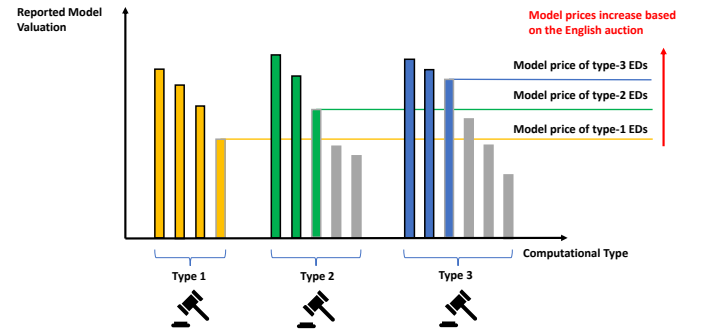 Reported Model
Valuation
Model prices increase based
on the English auction
Model price of type-3 EDs
Model price of type-2 EDs
Model price of type-1 EDs
Computational Type
Type 1
Type 2
Type 3